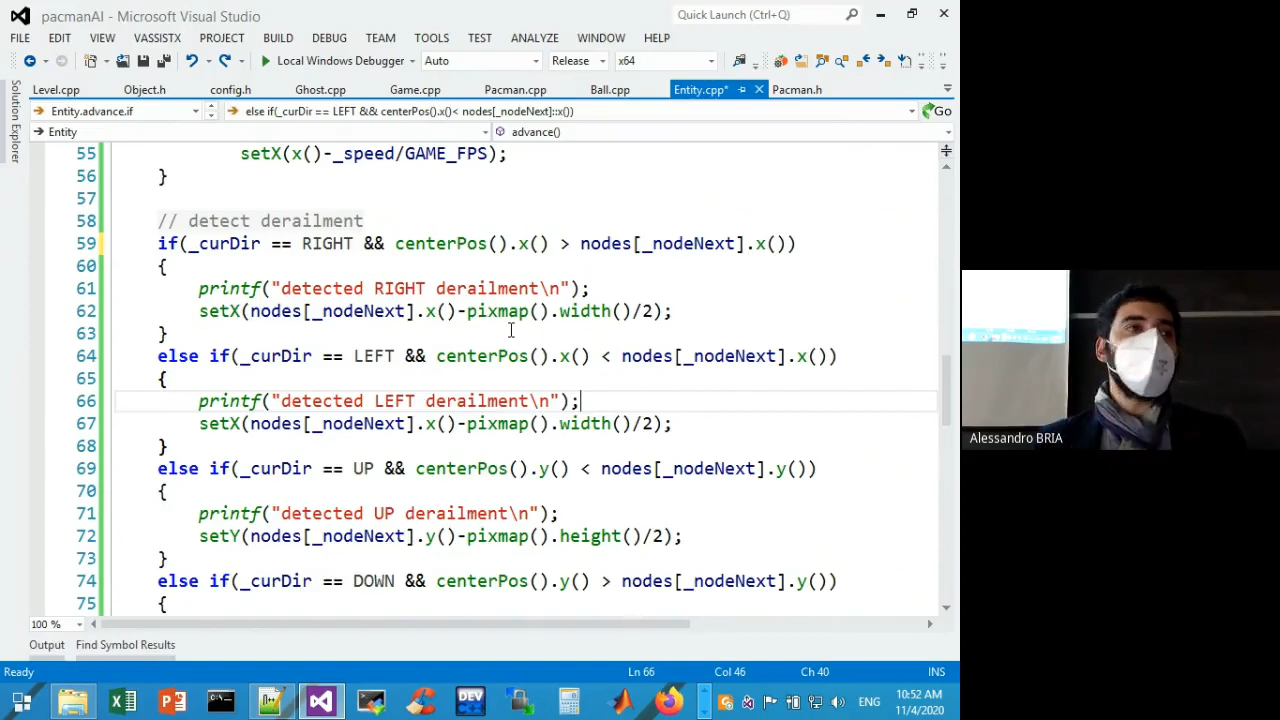 pacmanAI - Microsoft Visual Studio
Quick Launch (Ctrl+Q)
FILE EDIT VIEW VASSISTX PROJECT BUILD DEBUG TEAM TOOLS TEST ANALYZE WINDOW HELP
Local Windows Debugger Auto Release x64
Solution Explorer
Level.cpp Object.h config.h Ghost.cpp Game.cpp Pacman.cpp Ball.cpp Entity.cpp* Pacman.h
Entity.advance.if else if(_curDir == LEFT && centerPos().x()< nodes[_nodeNext]::x()) Go
Entity advance()
55 setX(x()-_speed/GAME_FPS);
56 }
57
58 // detect derailment
59 if(_curDir == RIGHT && centerPos().x() > nodes[_nodeNext].x())
60 {
61 printf("detected RIGHT derailment\n");
62 setX(nodes[_nodeNext].x()-pixmap().width()/2);
63 }
64 else if(_curDir == LEFT && centerPos().x() < nodes[_nodeNext].x())
65 {
66 printf("detected LEFT derailment\n");
67 setX(nodes[_nodeNext].x()-pixmap().width()/2);
68 }
69 else if(_curDir == UP && centerPos().y() < nodes[_nodeNext].y())
70 {
71 printf("detected UP derailment\n");
72 setY(nodes[_nodeNext].y()-pixmap().height()/2);
73 }
74 else if(_curDir == DOWN && centerPos().y() > nodes[_nodeNext].y())
75 {
100 %
Output Find Symbol Results
Ready Ln 66 Col 46 Ch 40 INS
DEV
ENG
10:52 AM
11/4/2020
Alessandro BRIA